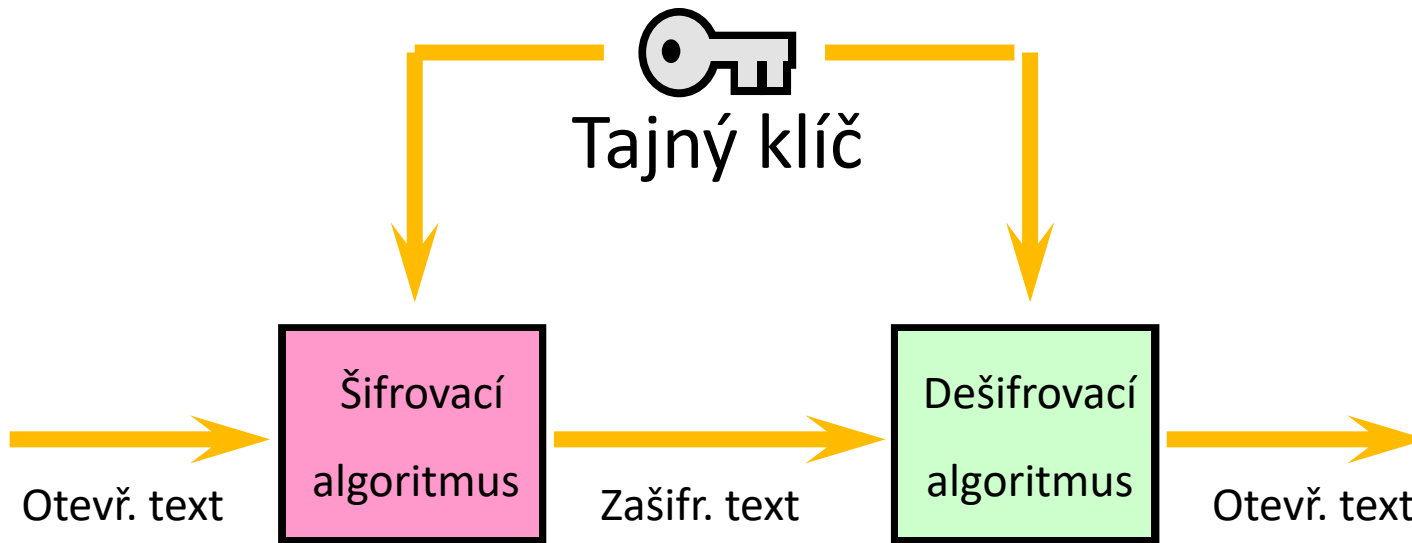 Tajný klíč
Šifrovací
algoritmus
Dešifrovací
algoritmus
Otevř. text
Zašifr. text
Otevř. text